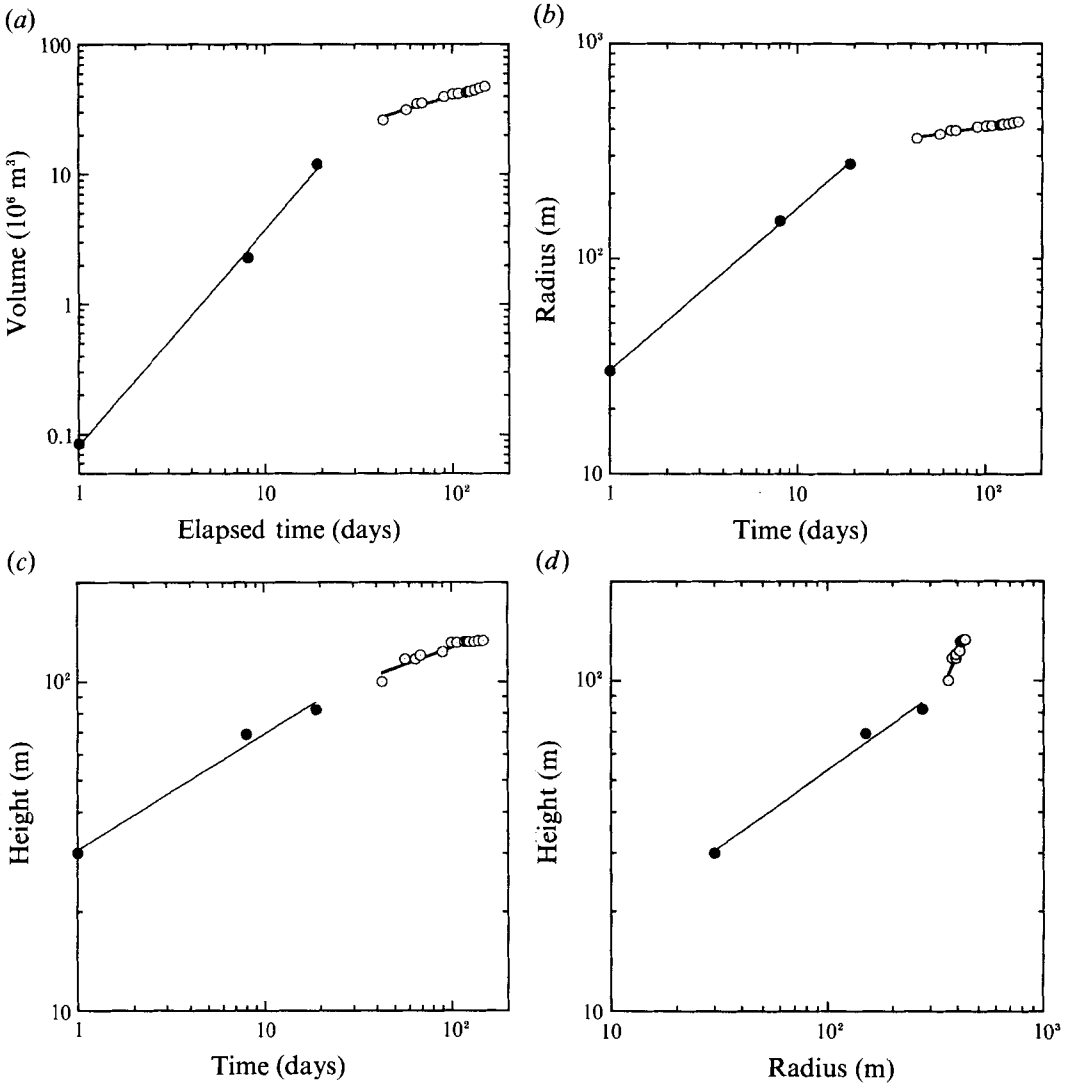 (a)
100
10
1
0.1
Volume (10⁶ m³)
1
10
10²
Elapsed time (days)
(b)
10³
10²
10
Radius (m)
1
10
10²
Time (days)
(c)
10²
10
Height (m)
1
10
10²
Time (days)
(d)
10²
10
Height (m)
10
10²
10³
Radius (m)